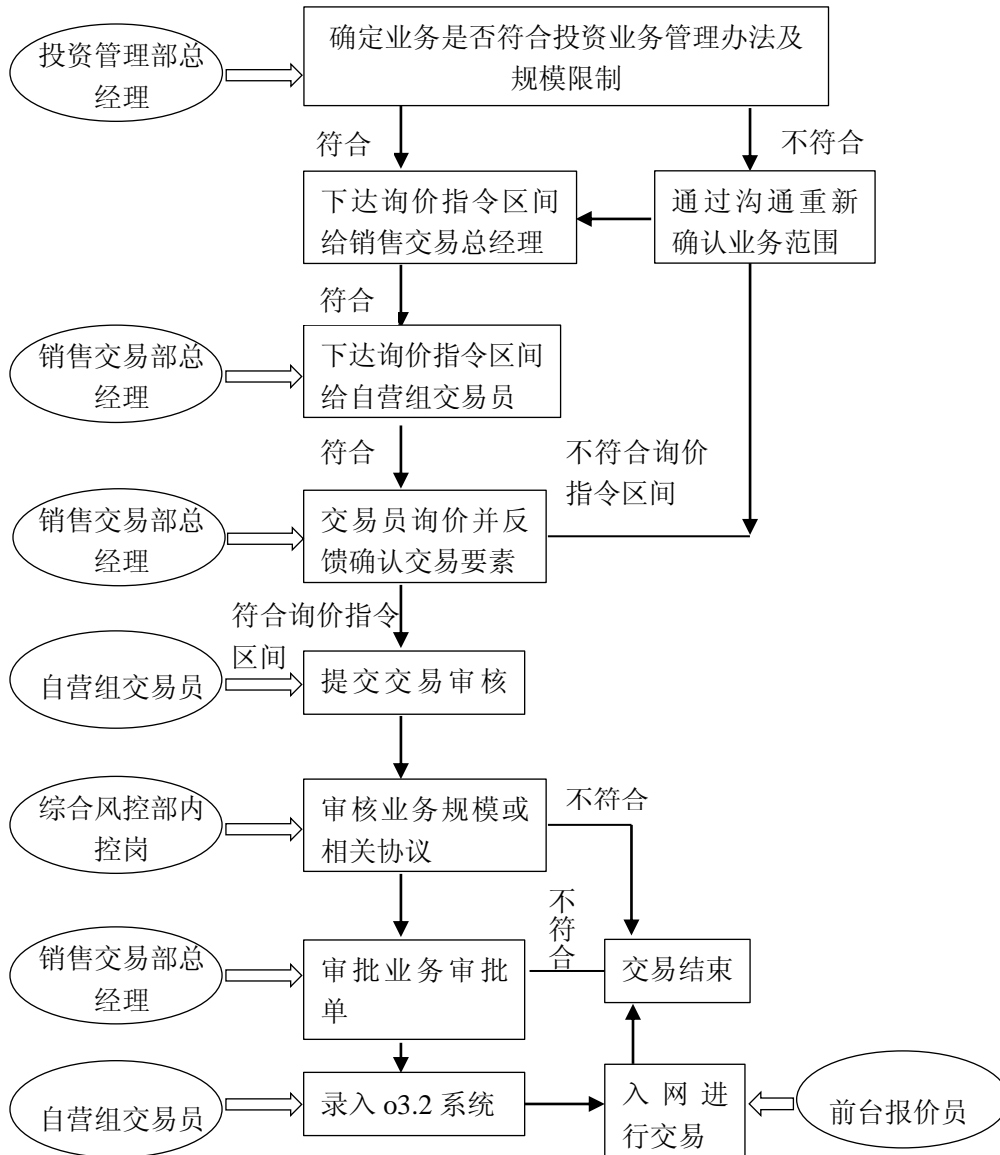 投资管理部总
经理
确定业务是否符合投资业务管理办法及
规模限制
符合
不符合
下达询价指令区间
给销售交易总经理
通过沟通重新
确认业务范围
符合
销售交易部总
经理
下达询价指令区间
给自营组交易员
符合
不符合询价
指令区间
销售交易部总
经理
交易员询价并反
馈确认交易要素
符合询价指令
区间
自营组交易员
提交交易审核
综合风控部内
控岗
审核业务规模或
相关协议
不符合
销售交易部总
经理
审批业务审批
单
不
符
合
交易结束
自营组交易员
录入 o3.2 系统
入网进
行交易
前台报价员